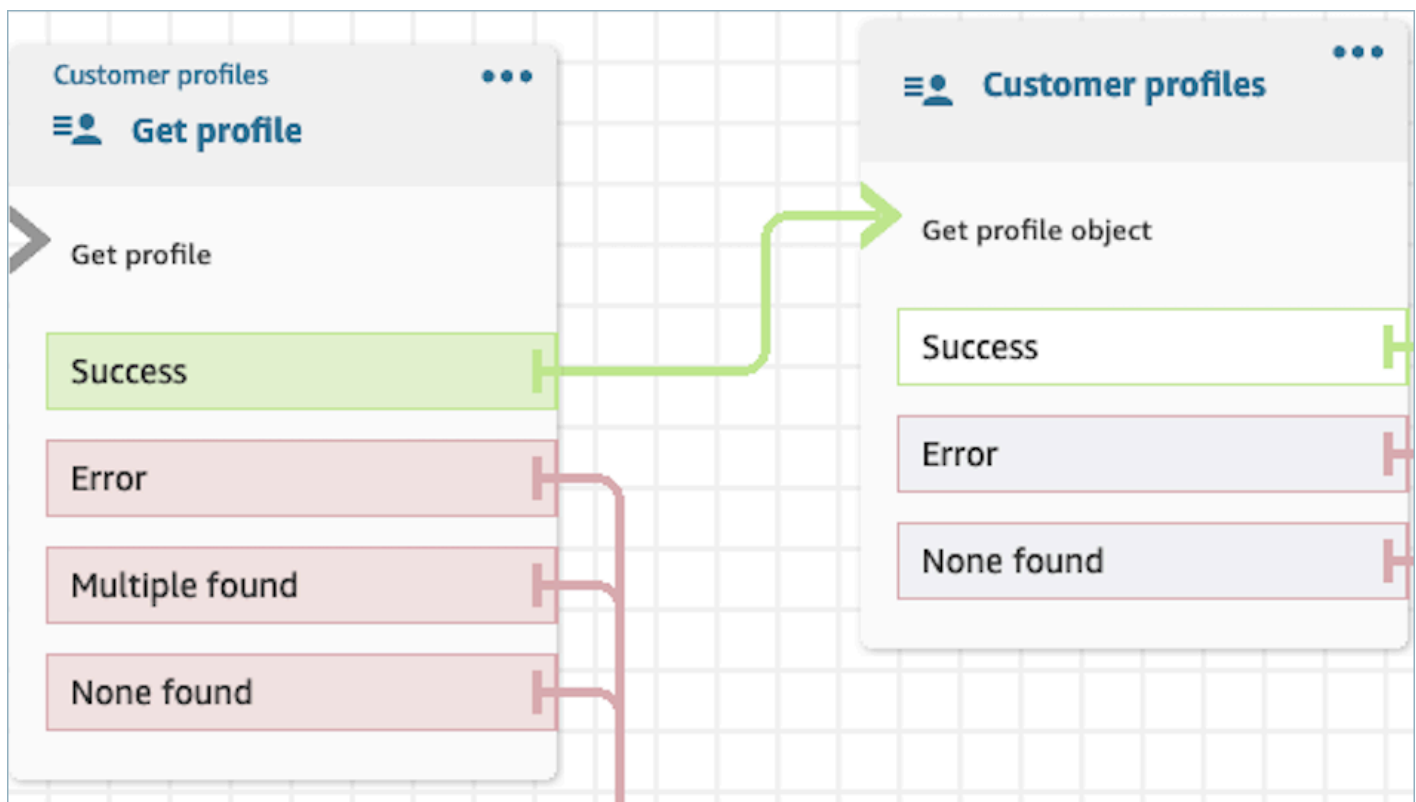 Customer profiles
Get profile
Get profile
Success
Error
Multiple found
None found
Customer profiles
Get profile object
Success
Error
None found